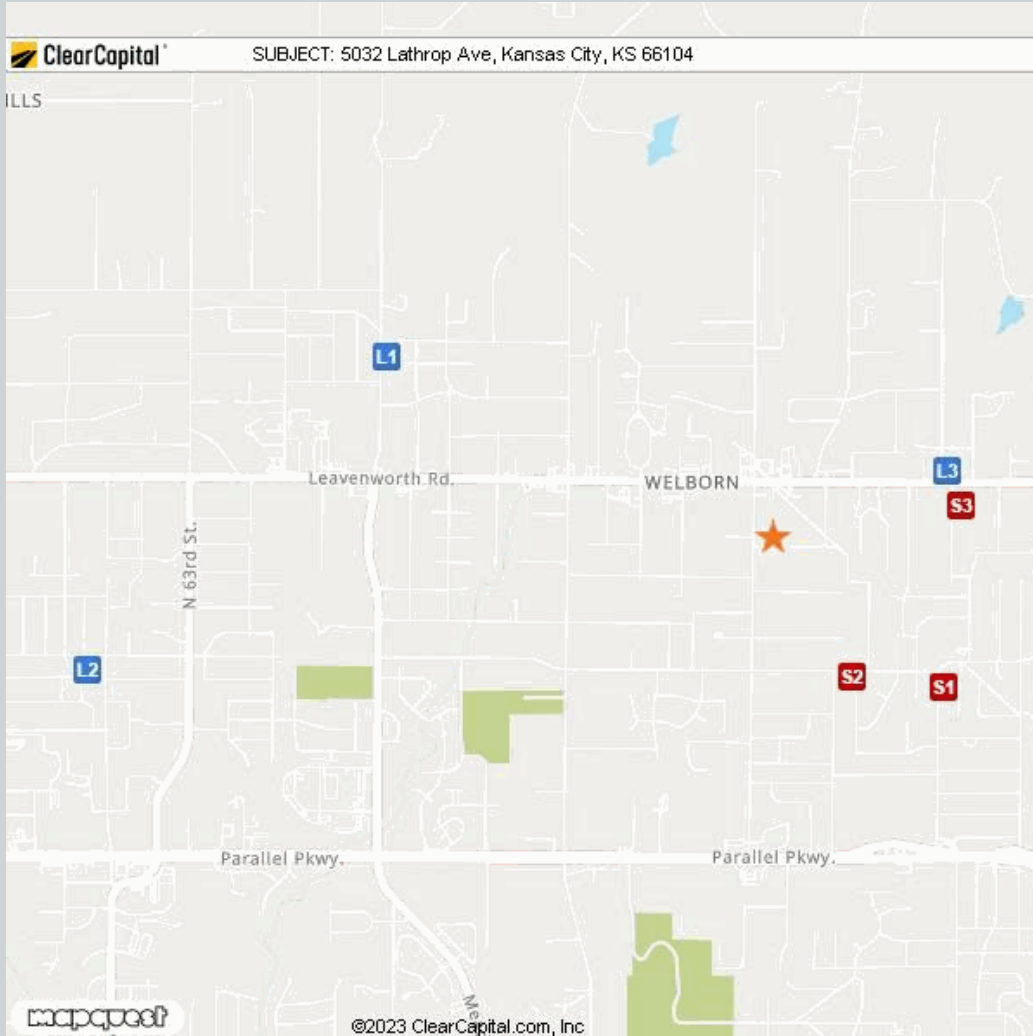 ClearCapital
SUBJECT: 5032 Lathrop Ave, Kansas City, KS 66104
ILLS
L1
Leavenworth Rd.
WELBORN
L3
S3
N 63rd St.
L2
S2
S1
Parallel Pkwy.
Parallel Pkwy.
Me
mapquest
©2023 ClearCapital.com, Inc